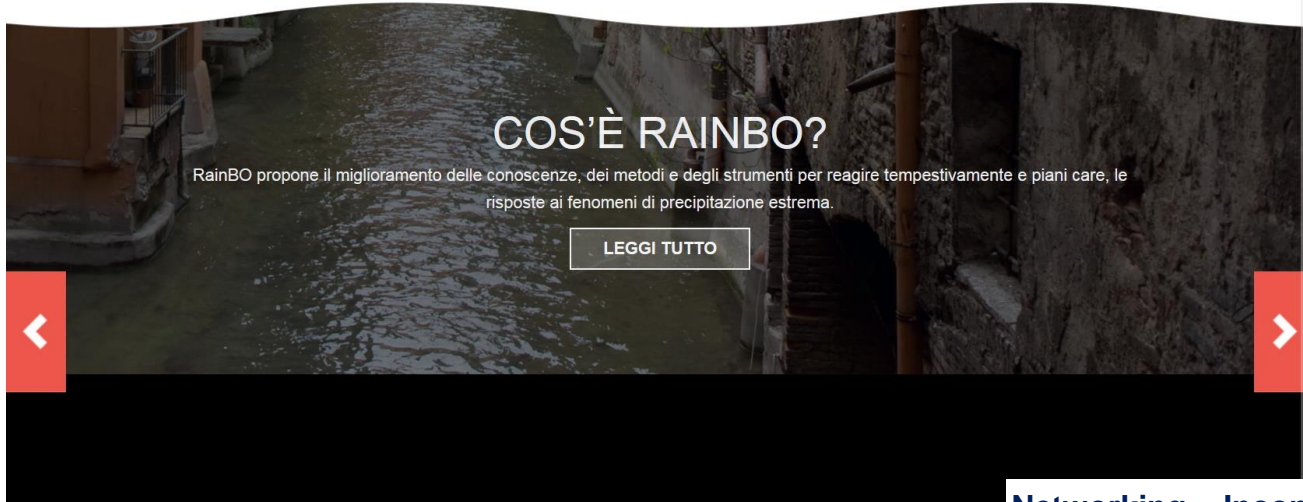 COS'È RAINBO?
RainBO propone il miglioramento delle conoscenze, dei metodi e degli strumenti per reagire tempestivamente e piani care, le
risposte ai fenomeni di precipitazione estrema.
LEGGI TUTTO